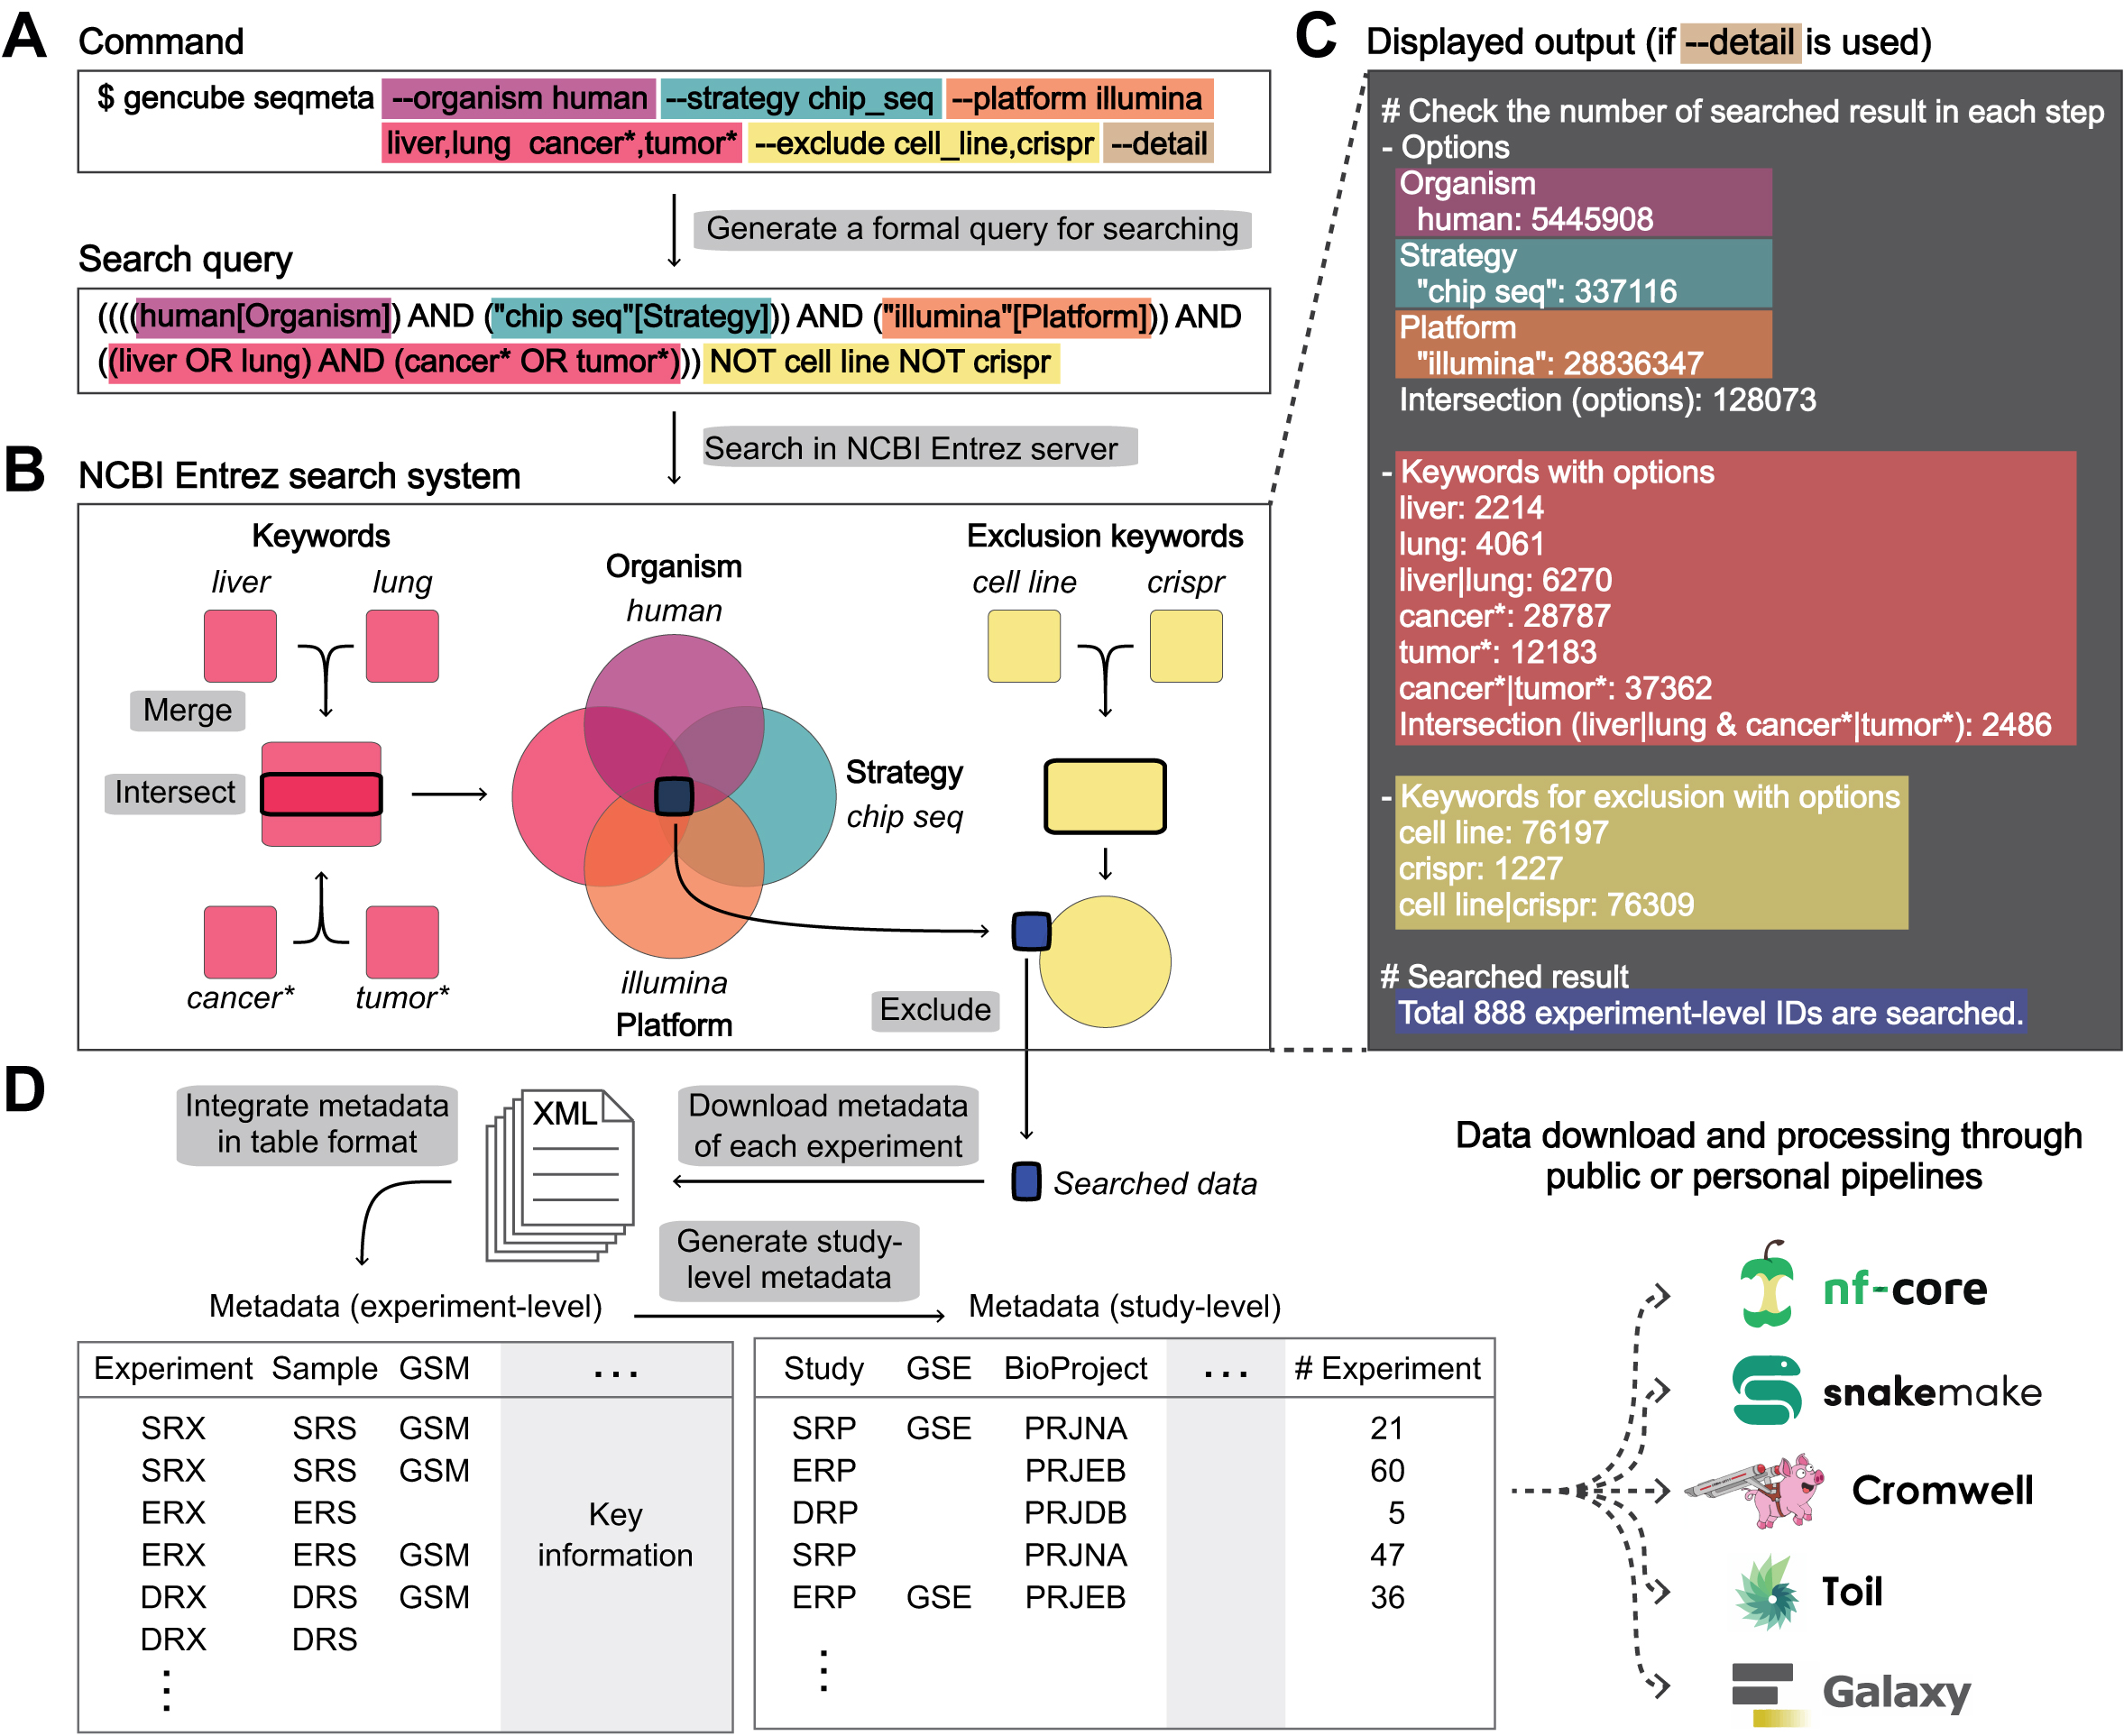 A
Command
$ gencube seqmeta --organism human --strategy chip_seq --platform illumina
liver,lung cancer*,tumor* --exclude cell_line,crispr --detail
Generate a formal query for searching
Search query
((((human[Organism]) AND ("chip seq"[Strategy])) AND ("illumina"[Platform])) AND
((liver OR lung) AND (cancer* OR tumor*))) NOT cell line NOT crispr
Search in NCBI Entrez server
B
NCBI Entrez search system
Keywords
liver
lung
Merge
Intersect
cancer*
tumor*
Organism
human
Strategy
chip seq
illumina
Platform
Exclusion keywords
cell line
crispr
Exclude
C
Displayed output (if --detail is used)
# Check the number of searched result in each step
- Options
Organism
human: 5445908
Strategy
"chip seq": 337116
Platform
"illumina": 28836347
Intersection (options): 128073
- Keywords with options
liver: 2214
lung: 4061
liver|lung: 6270
cancer*: 28787
tumor*: 12183
cancer*|tumor*: 37362
Intersection (liver|lung & cancer*|tumor*): 2486
- Keywords for exclusion with options
cell line: 76197
crispr: 1227
cell line|crispr: 76309
# Searched result
Total 888 experiment-level IDs are searched.
D
Integrate metadata
in table format
XML
Download metadata
of each experiment
Searched data
Generate study-
level metadata
Metadata (experiment-level)
Metadata (study-level)
Experiment Sample GSM ...
SRX SRS GSM
SRX SRS GSM
ERX ERS
ERX ERS GSM
DRX DRS GSM
DRX DRS
Key
information
Study GSE BioProject ... # Experiment
SRP GSE PRJNA 21
ERP PRJEB 60
DRP PRJDB 5
SRP PRJNA 47
ERP GSE PRJEB 36
Data download and processing through
public or personal pipelines
nf-core
snakemake
Cromwell
Toil
Galaxy